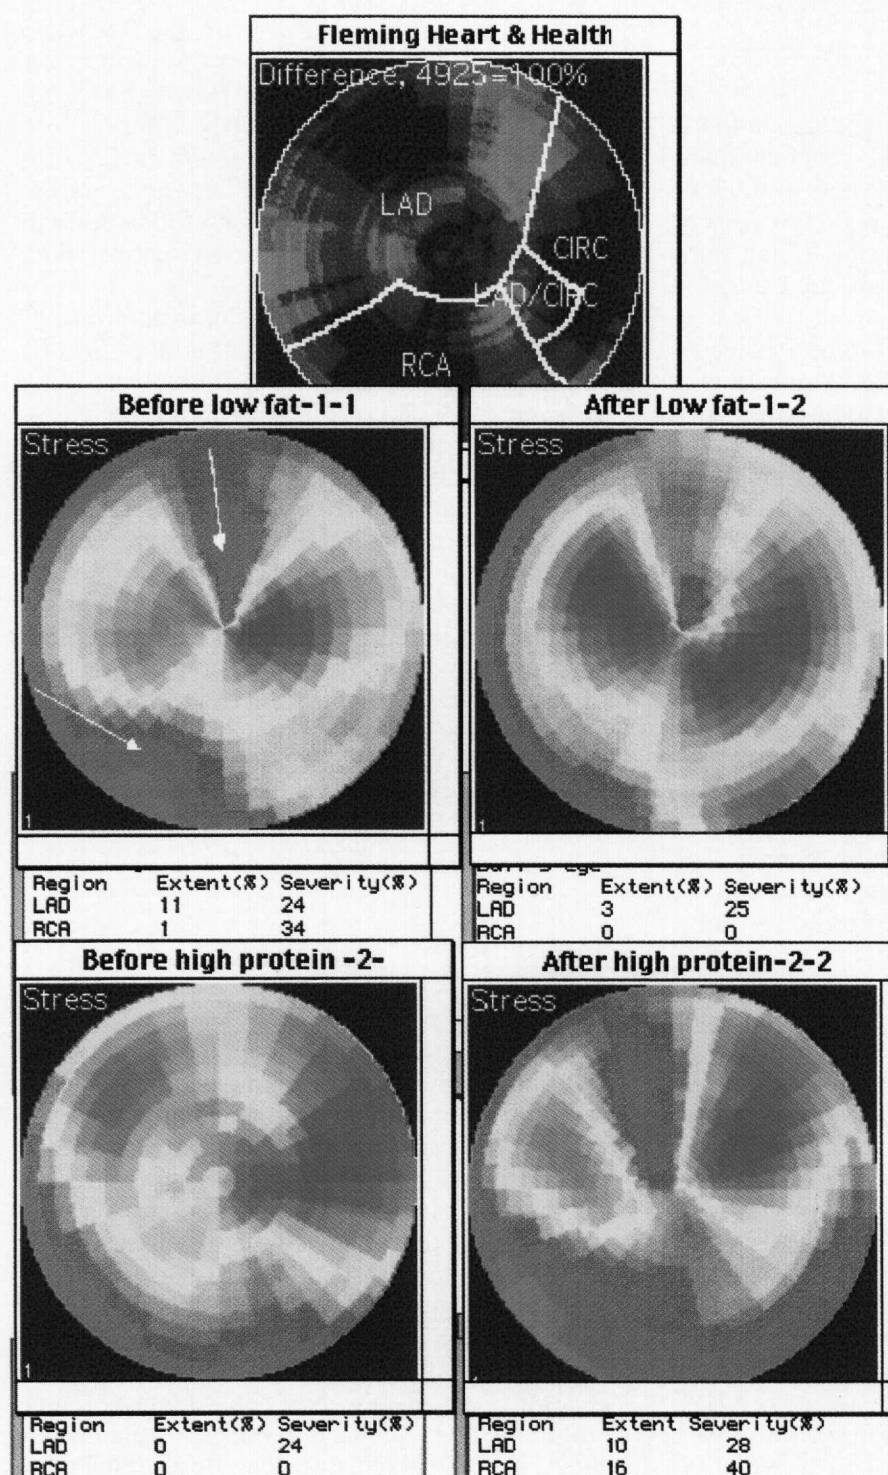 Fleming Heart & Health
Difference, 4925=100%
LAD
CIRC
LAD/CIRC
RCA
Before low fat-1-1
Stress
1
Region Extent(%) Severity(%)
LAD 11 24
RCA 1 34
After Low fat-1-2
Stress
1
Region Extent(%) Severity(%)
LAD 3 25
RCA 0 0
Before high protein -2-
Stress
1
Region Extent(%) Severity(%)
LAD 0 24
RCA 0 0
After high protein-2-2
Stress
Region Extent Severity(%)
LAD 10 28
RCA 16 40